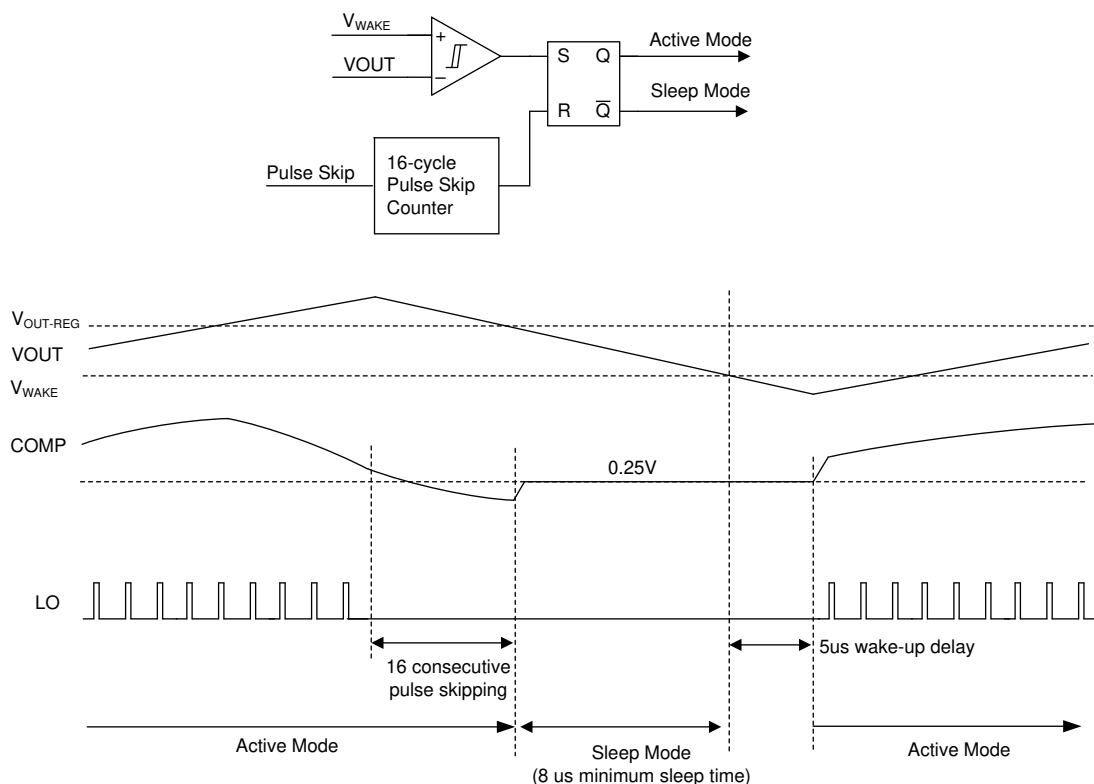 VWAKE
VOUT
+
−
S Q
R Q̅
Active Mode
Sleep Mode
Pulse Skip
16-cycle
Pulse Skip
Counter
VOUT-REG
VOUT
VWAKE
COMP
0.25V
LO
16 consecutive
pulse skipping
5us wake-up delay
Active Mode
Sleep Mode
(8 us minimum sleep time)
Active Mode